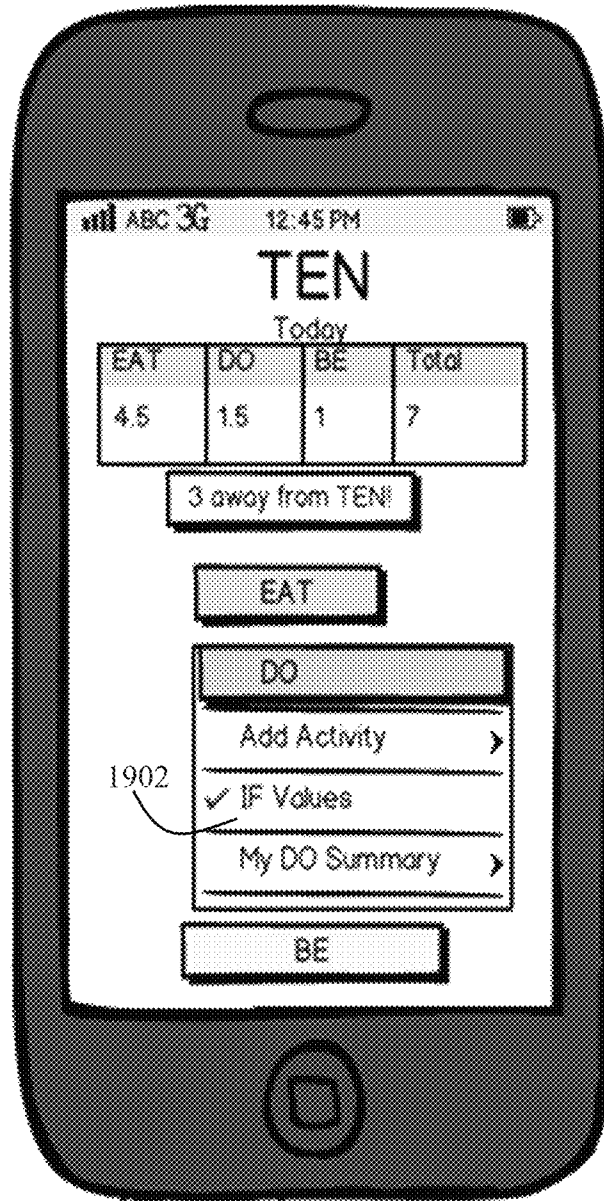 ABC 3G 12:45 PM
TEN
Today
EAT DO BE Total
4.5 1.5 1 7
3 away from TEN!
EAT
DO
Add Activity >
1902
✓ IF Values
My DO Summary >
BE